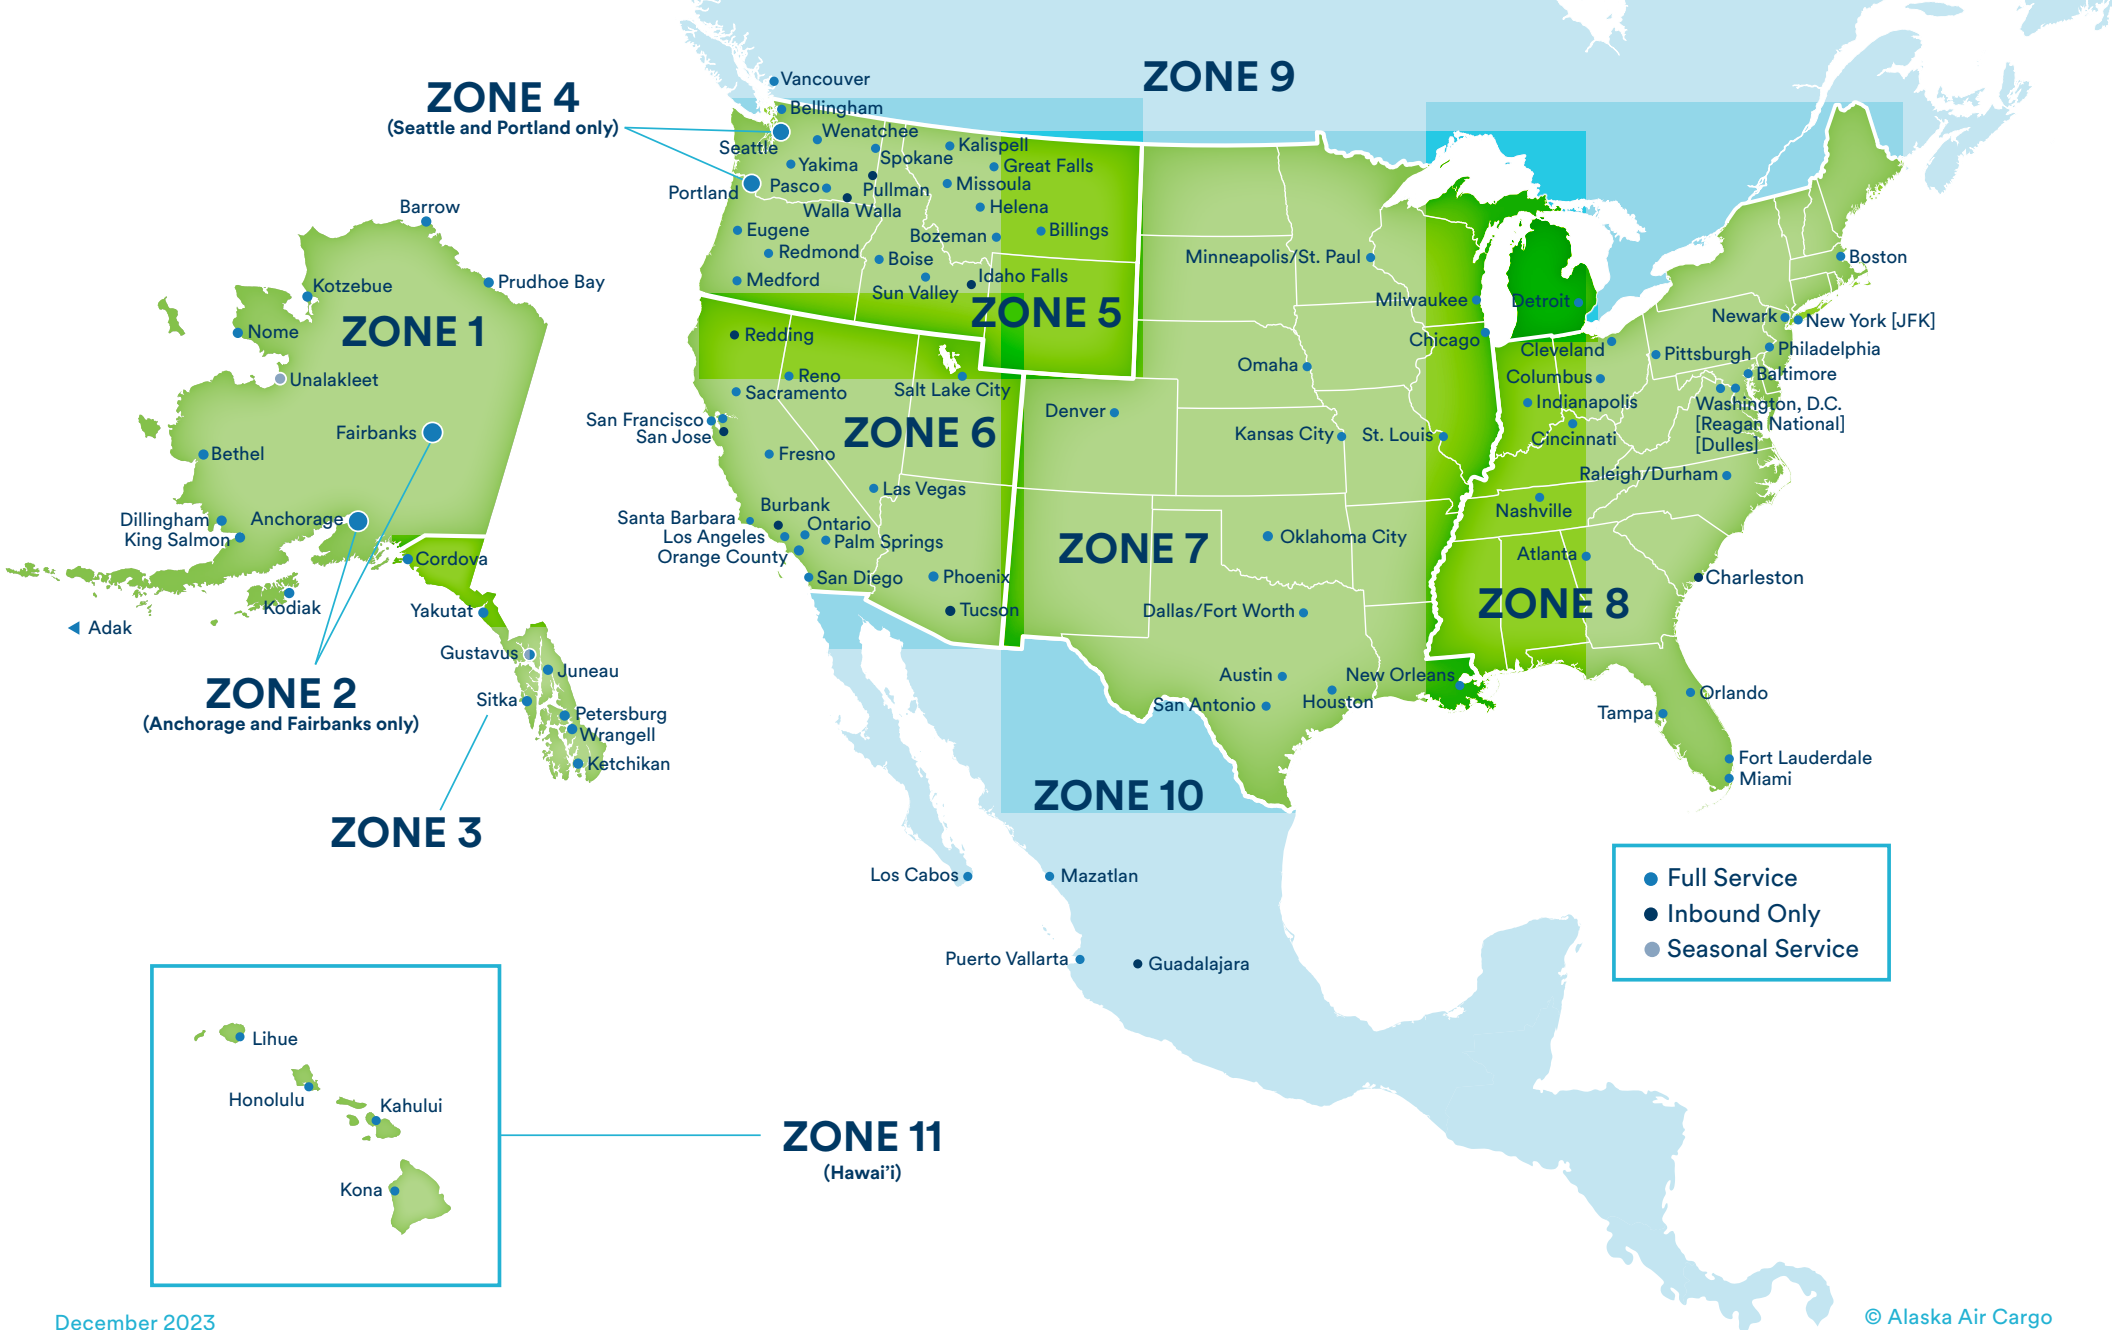 ZONE 9
Vancouver
ZONE 4
(Seattle and Portland only)
Bellingham
Wenatchee
Seattle
Spokane
Kalispell
Great Falls
Yakima
Pasco
Pullman
Missoula
Portland
Walla Walla
Helena
Eugene
Bozeman
Billings
Redmond
Boise
Idaho Falls
Medford
Sun Valley
ZONE 5
Barrow
Prudhoe Bay
Kotzebue
Nome
ZONE 1
Unalakleet
Fairbanks
Bethel
Dillingham
Anchorage
King Salmon
Cordova
Kodiak
Yakutat
Adak
Gustavus
Juneau
ZONE 2
(Anchorage and Fairbanks only)
Sitka
Petersburg
Wrangell
Ketchikan
ZONE 3
Redding
Reno
Sacramento
Salt Lake City
San Francisco
San Jose
ZONE 6
Fresno
Las Vegas
Burbank
Santa Barbara
Ontario
Los Angeles
Palm Springs
Orange County
San Diego
Phoenix
Tucson
Minneapolis/St. Paul
Milwaukee
Chicago
Omaha
Denver
Kansas City
St. Louis
Oklahoma City
ZONE 7
Dallas/Fort Worth
Austin
New Orleans
San Antonio
Houston
Boston
Detroit
Newark
New York [JFK]
Cleveland
Pittsburgh
Philadelphia
Columbus
Baltimore
Indianapolis
Washington, D.C.
[Reagan National]
[Dulles]
Cincinnati
Raleigh/Durham
Nashville
Atlanta
Charleston
ZONE 8
Orlando
Tampa
Fort Lauderdale
Miami
ZONE 10
Los Cabos
Mazatlan
Puerto Vallarta
Guadalajara
Full Service
Inbound Only
Seasonal Service
Lihue
Honolulu
Kahului
Kona
ZONE 11
(Hawai'i)
December 2023
© Alaska Air Cargo